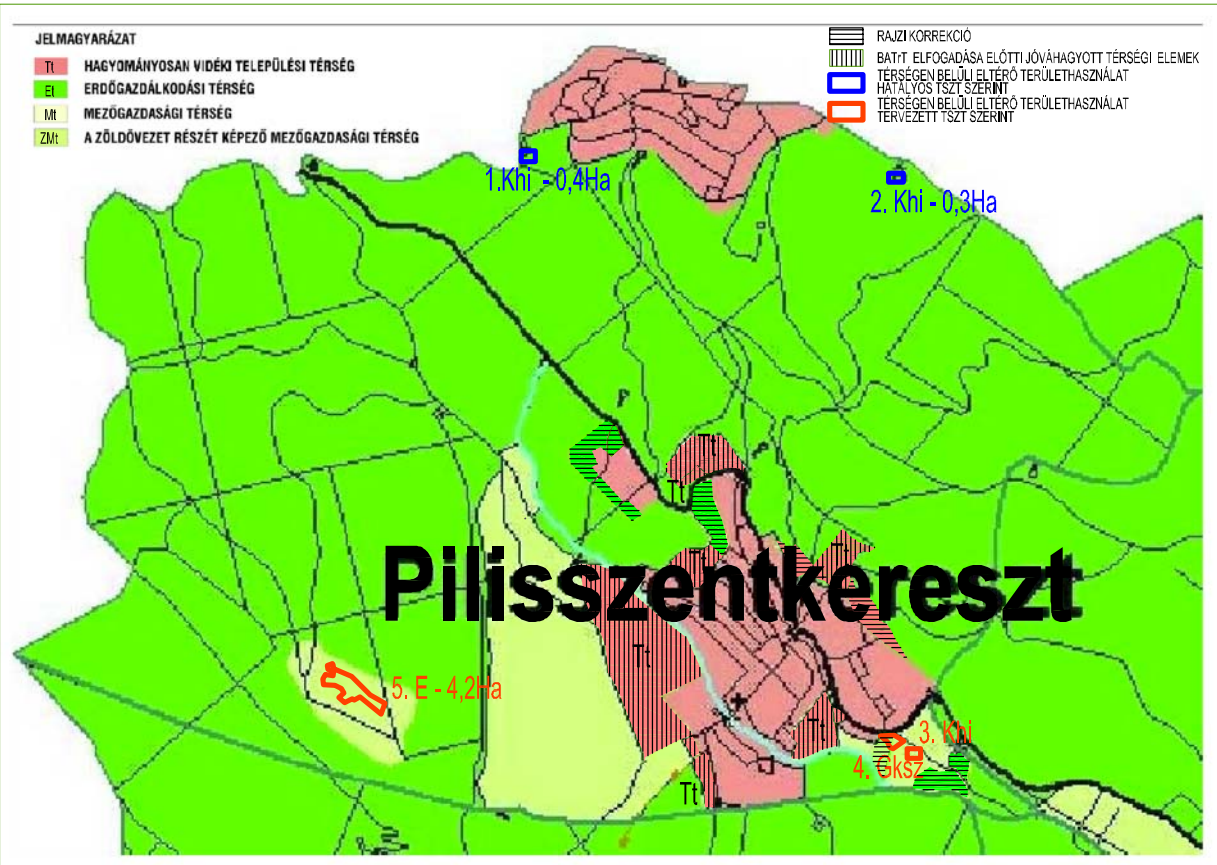 JELMAGYARÁZAT
Tt HAGYOMÁNYOSAN VIDÉKI TELEPÜLÉSI TÉRSÉG
Et ERDŐGAZDÁLKODÁSI TÉRSÉG
Mt MEZŐGAZDASÁGI TÉRSÉG
ZMt A ZÖLDÖVEZET RÉSZÉT KÉPEZŐ MEZŐGAZDASÁGI TÉRSÉG
RAJZI KORREKCIÓ
BATrT ELFOGADÁSA ELŐTTI JÓVÁHAGYOTT TÉRSÉGI ELEMEK
TÉRSÉGEN BELÜLI ELTÉRŐ TERÜLETHASZNÁLAT
HATÁLYOS TSZT SZERINT
TÉRSÉGEN BELÜLI ELTÉRŐ TERÜLETHASZNÁLAT
TERVEZETT TSZT SZERINT
1.Khi - 0,4Ha
2. Khi - 0,3Ha
Tt
Tt
Tt
Tt
Pilisszentkereszt
Tt
5. E - 4,2Ha
Tt
3. Khi
4. Gksz
Tt